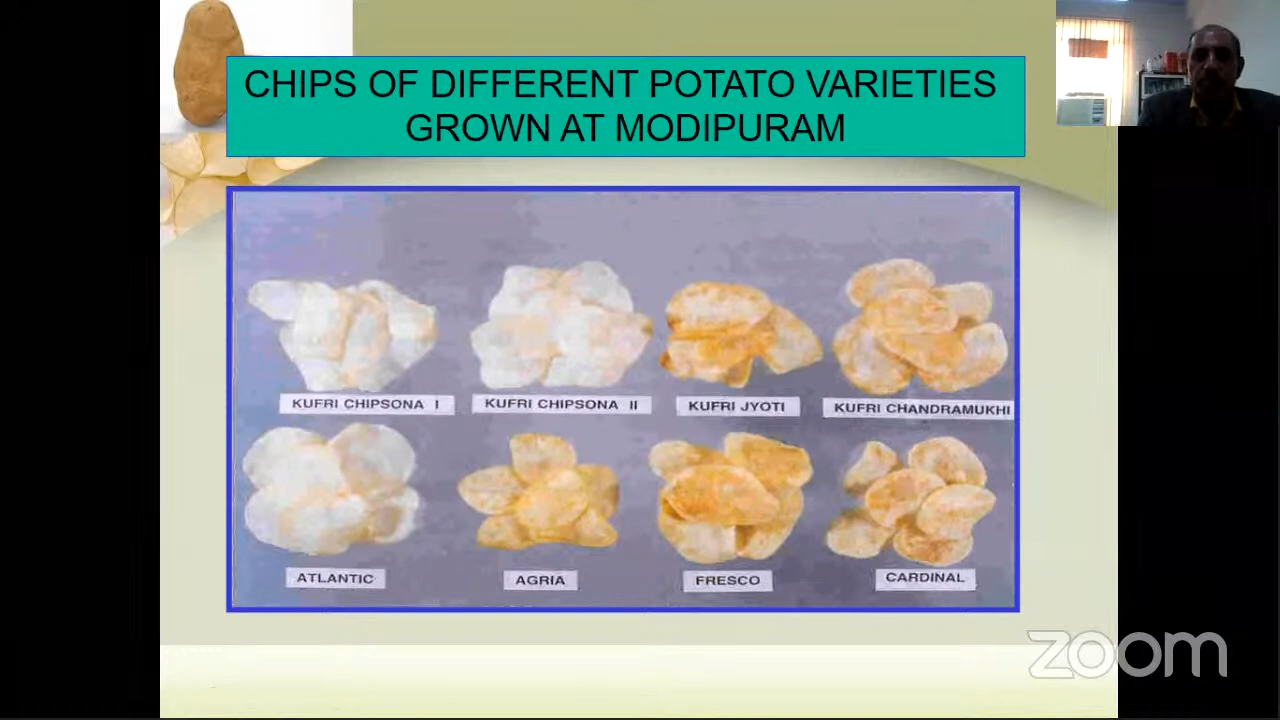 CHIPS OF DIFFERENT POTATO VARIETIES
GROWN AT MODIPURAM
KUFRI CHIPSONA I
KUFRI CHIPSONA II
KUFRI JYOTI
KUFRI CHANDRAMUKHI
ATLANTIC
AGRIA
FRESCO
CARDINAL
zoom